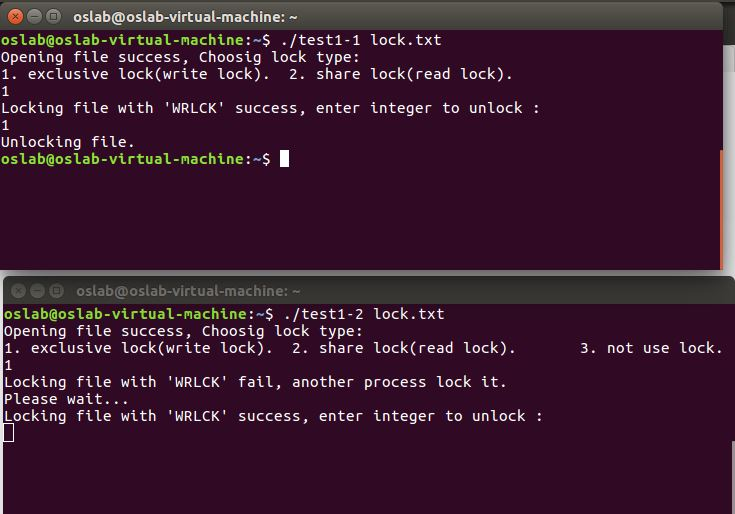 oslab@oslab-virtual-machine: ~
oslab@oslab-virtual-machine:~$ ./test1-1 lock.txt
Opening file success, Choosig lock type:
1. exclusive lock(write lock).  2. share lock(read lock).
1
Locking file with 'WRLCK' success, enter integer to unlock :
1
Unlocking file.
oslab@oslab-virtual-machine:~$
oslab@oslab-virtual-machine: ~
oslab@oslab-virtual-machine:~$ ./test1-2 lock.txt
Opening file success, Choosig lock type:
1. exclusive lock(write lock).  2. share lock(read lock).       3. not use lock.
1
Locking file with 'WRLCK' fail, another process lock it.
Please wait...
Locking file with 'WRLCK' success, enter integer to unlock :